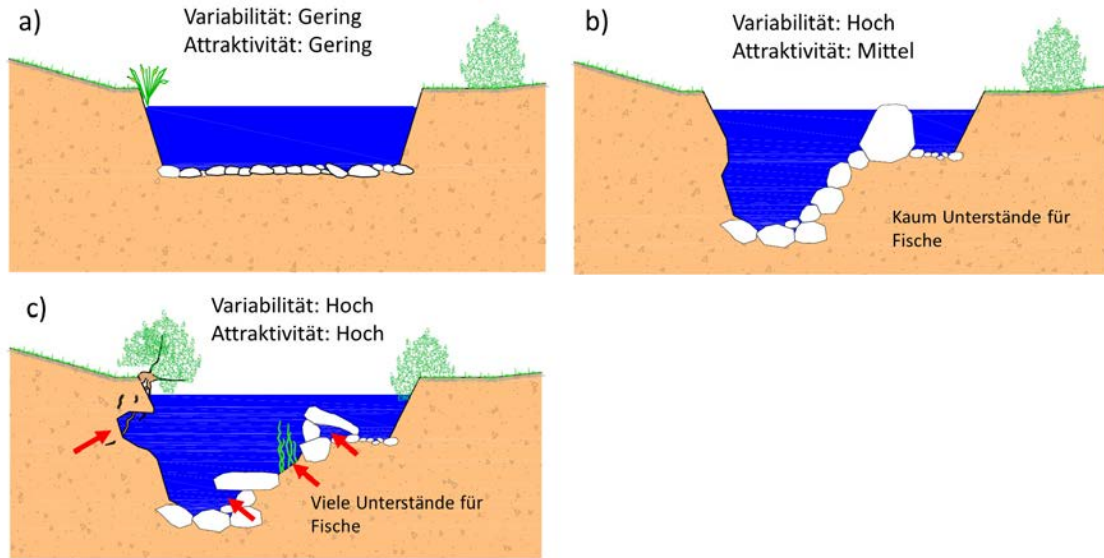 a)
Variabilität: Gering
Attraktivität: Gering
b)
Variabilität: Hoch
Attraktivität: Mittel
Kaum Unterstände für
Fische
c)
Variabilität: Hoch
Attraktivität: Hoch
Viele Unterstände für
Fische